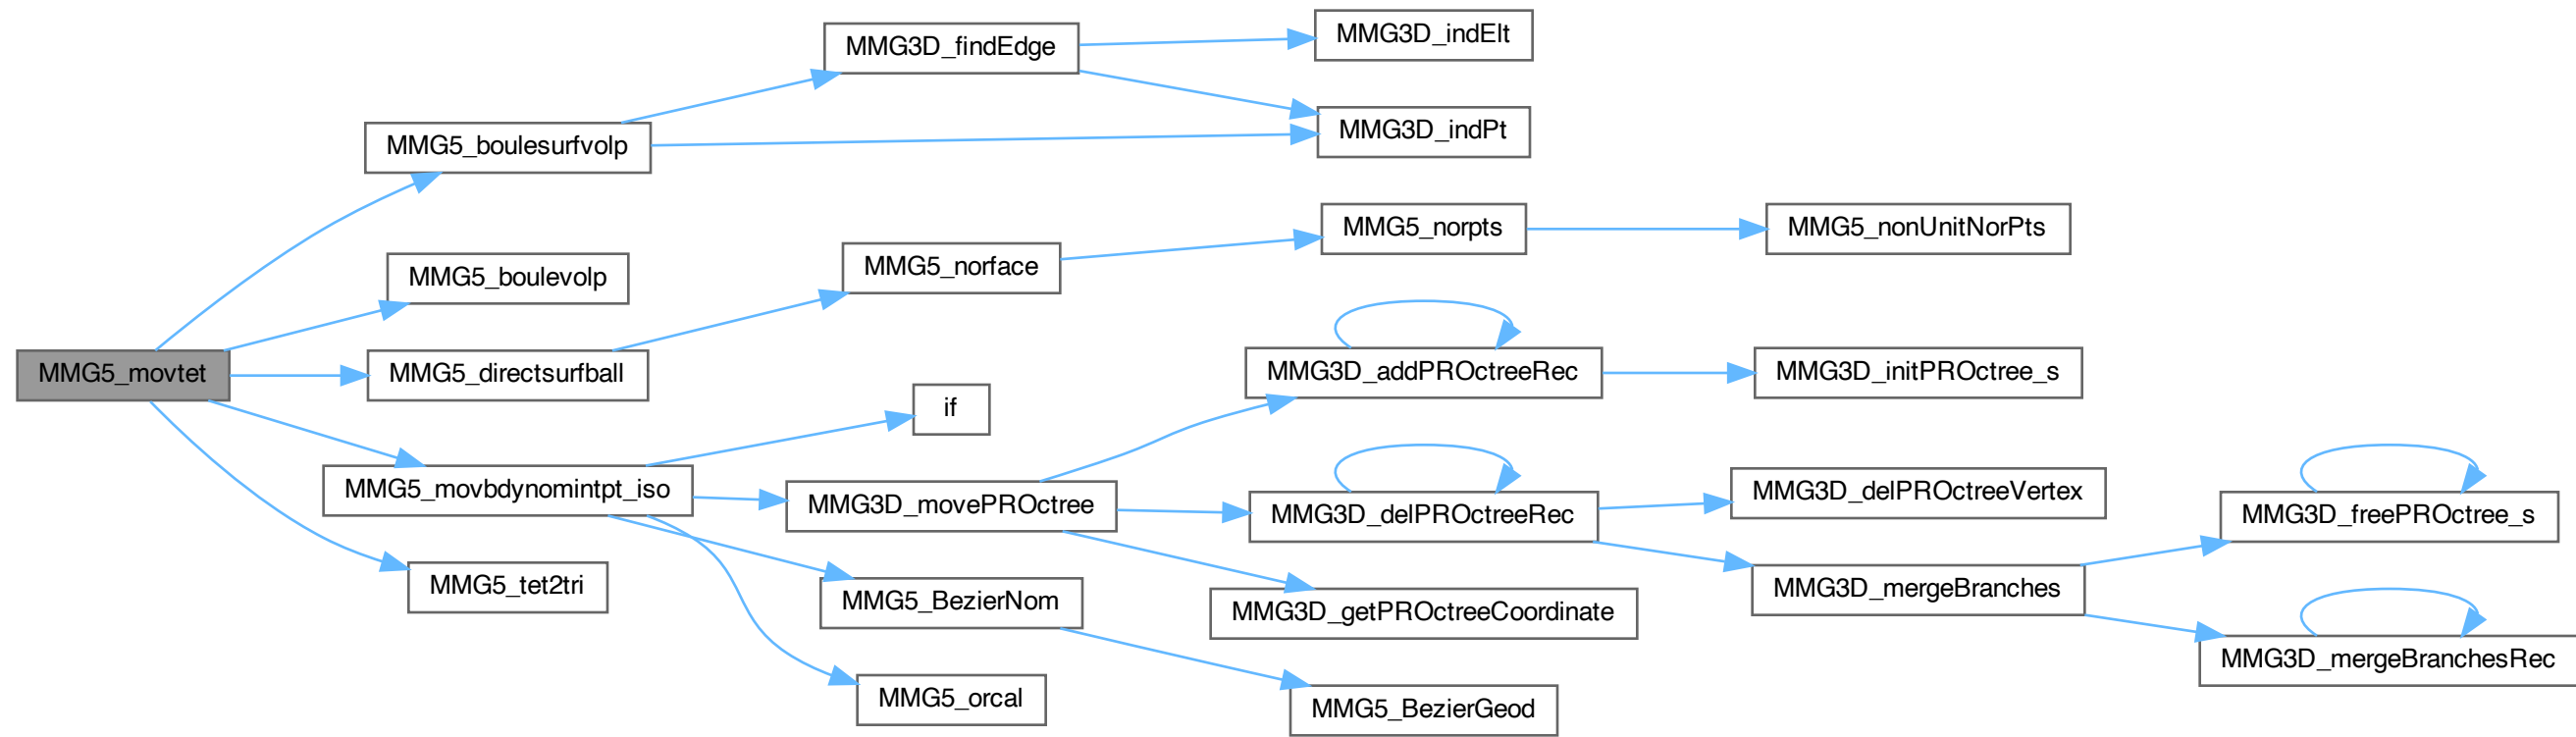 MMG5_movtet
MMG5_boulesurfvolp
MMG3D_findEdge
MMG3D_indElt
MMG3D_indPt
MMG5_boulevolp
MMG5_directsurfball
MMG5_norface
MMG5_norpts
MMG5_nonUnitNorPts
MMG5_movbdynomintpt_iso
if
MMG3D_movePROctree
MMG3D_addPROctreeRec
MMG3D_initPROctree_s
MMG3D_delPROctreeRec
MMG3D_delPROctreeVertex
MMG3D_mergeBranches
MMG3D_freePROctree_s
MMG3D_mergeBranchesRec
MMG3D_getPROctreeCoordinate
MMG5_BezierNom
MMG5_BezierGeod
MMG5_orcal
MMG5_tet2tri